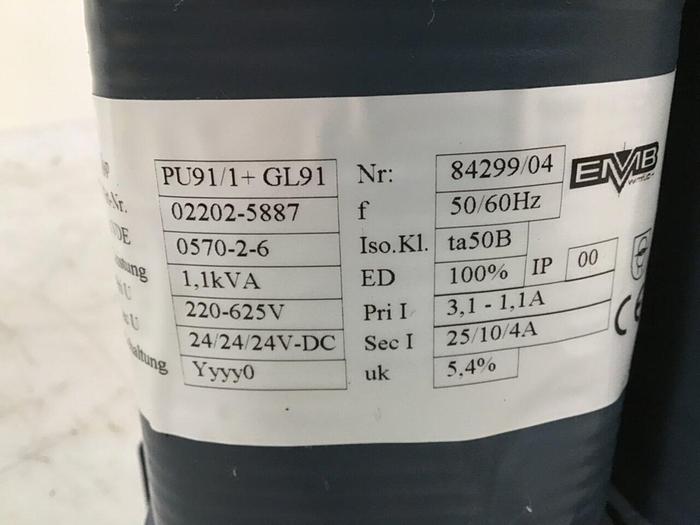 PU91/1+ GL91 Nr: 84299/04 EMB
02202-5887 f 50/60Hz
0570-2-6 Iso.Kl. ta50B
1,1kVA ED 100% IP 00
220-625V Pri I 3,1 - 1,1A
24/24/24V-DC Sec I 25/10/4A CE
Yyyy0 uk 5,4%